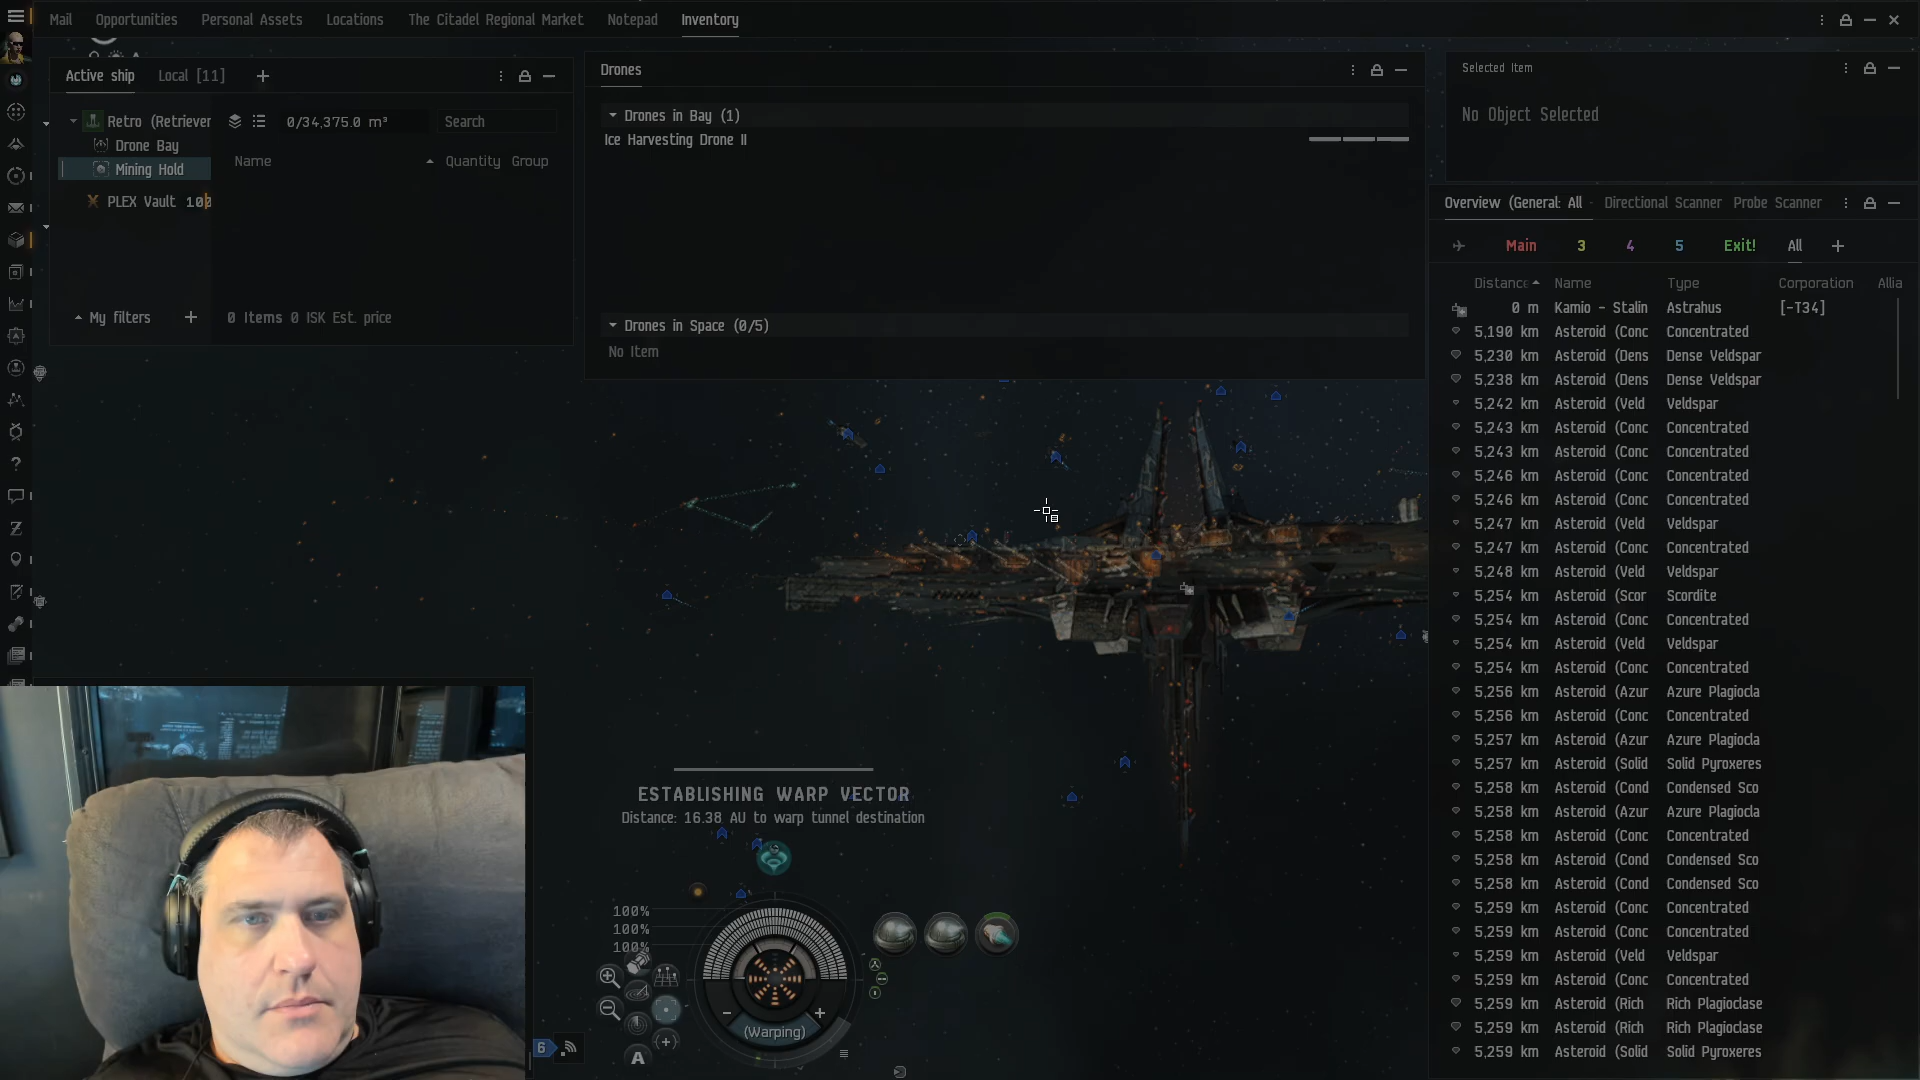 Mail Opportunities Personal Assets Locations The Citadel Regional Market Notepad Inventory
Active ship Local [11]
Retro (Retriever 0/34,375.0 m³ Search
Drone Bay
Mining Hold
PLEX Vault 100
Name Quantity Group
My filters 0 Items 0 ISK Est. price
Drones
Drones in Bay (1)
Ice Harvesting Drone II
Drones in Space (0/5)
No Item
Selected Item
No Object Selected
Overview (General: All Directional Scanner Probe Scanner
Main 3 4 5 Exit! All
Distance Name Type Corporation Allia
0 m Kamio - Stalin Astrahus [-T34]
5,190 km Asteroid (Conc Concentrated
5,230 km Asteroid (Dens Dense Veldspar
5,238 km Asteroid (Dens Dense Veldspar
5,242 km Asteroid (Veld Veldspar
5,243 km Asteroid (Conc Concentrated
5,243 km Asteroid (Conc Concentrated
5,246 km Asteroid (Conc Concentrated
5,246 km Asteroid (Conc Concentrated
5,247 km Asteroid (Veld Veldspar
5,247 km Asteroid (Conc Concentrated
5,248 km Asteroid (Veld Veldspar
5,254 km Asteroid (Scor Scordite
5,254 km Asteroid (Conc Concentrated
5,254 km Asteroid (Veld Veldspar
5,254 km Asteroid (Conc Concentrated
5,256 km Asteroid (Azur Azure Plagiocla
5,256 km Asteroid (Conc Concentrated
5,257 km Asteroid (Azur Azure Plagiocla
5,257 km Asteroid (Solid Solid Pyroxeres
5,258 km Asteroid (Cond Condensed Sco
5,258 km Asteroid (Azur Azure Plagiocla
5,258 km Asteroid (Conc Concentrated
5,258 km Asteroid (Cond Condensed Sco
5,258 km Asteroid (Cond Condensed Sco
5,259 km Asteroid (Conc Concentrated
5,259 km Asteroid (Conc Concentrated
5,259 km Asteroid (Veld Veldspar
5,259 km Asteroid (Conc Concentrated
5,259 km Asteroid (Rich Rich Plagioclase
5,259 km Asteroid (Rich Rich Plagioclase
5,259 km Asteroid (Solid Solid Pyroxeres
ESTABLISHING WARP VECTOR
Distance: 16.38 AU to warp tunnel destination
100%
100%
100%
(Warping)
A
6